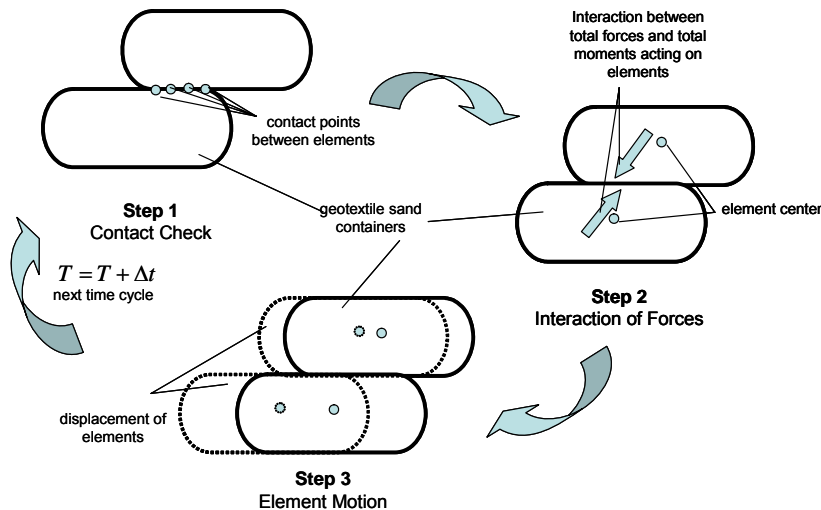 contact points
between elements
Step 1
Contact Check
Interaction between
total forces and total
moments acting on
elements
element center
geotextile sand
containers
Step 2
Interaction of Forces
T = T + Δt
next time cycle
displacement of
elements
Step 3
Element Motion